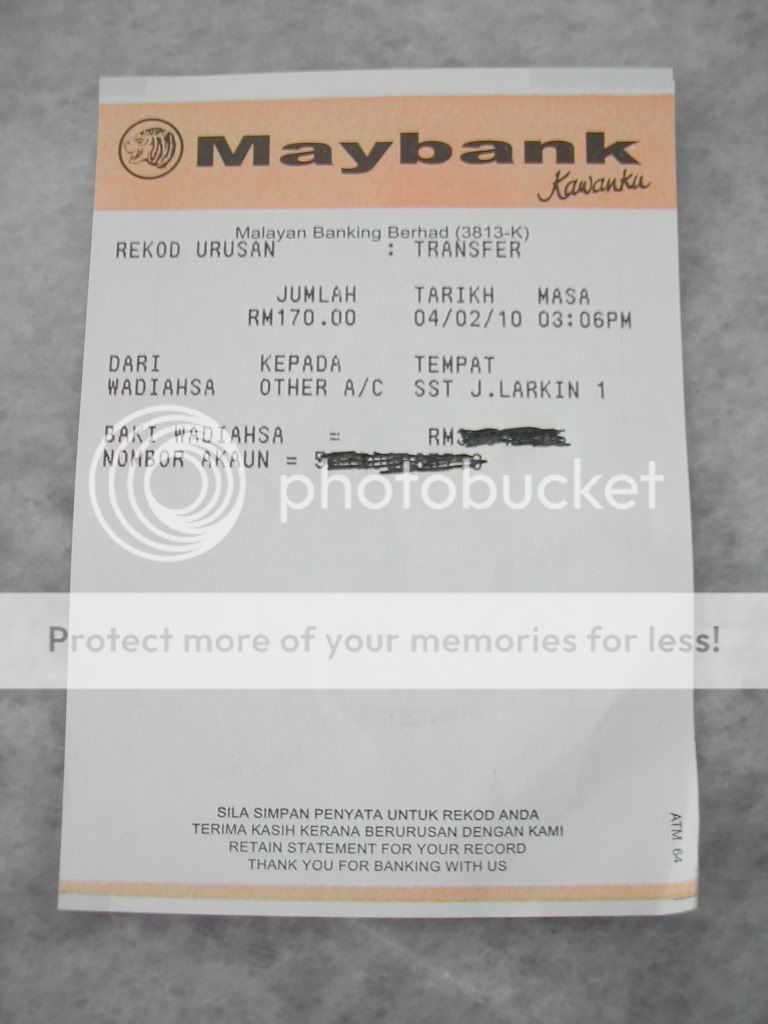 Maybank
Kawanku
Malayan Banking Berhad (3813-K)
REKOD URUSAN : TRANSFER
JUMLAH TARIKH MASA
RM170.00 04/02/10 03:06PM
DARI KEPADA TEMPAT
WADIAHSA OTHER A/C SST J.LARKIN 1
BAKI WADIAHSA = RM
NOMBOR AKAUN =
photobucket
Protect more of your memories for less!
SILA SIMPAN PENYATA UNTUK REKOD ANDA
TERIMA KASIH KERANA BERURUSAN DENGAN KAMI
RETAIN STATEMENT FOR YOUR RECORD
THANK YOU FOR BANKING WITH US
ATM 64